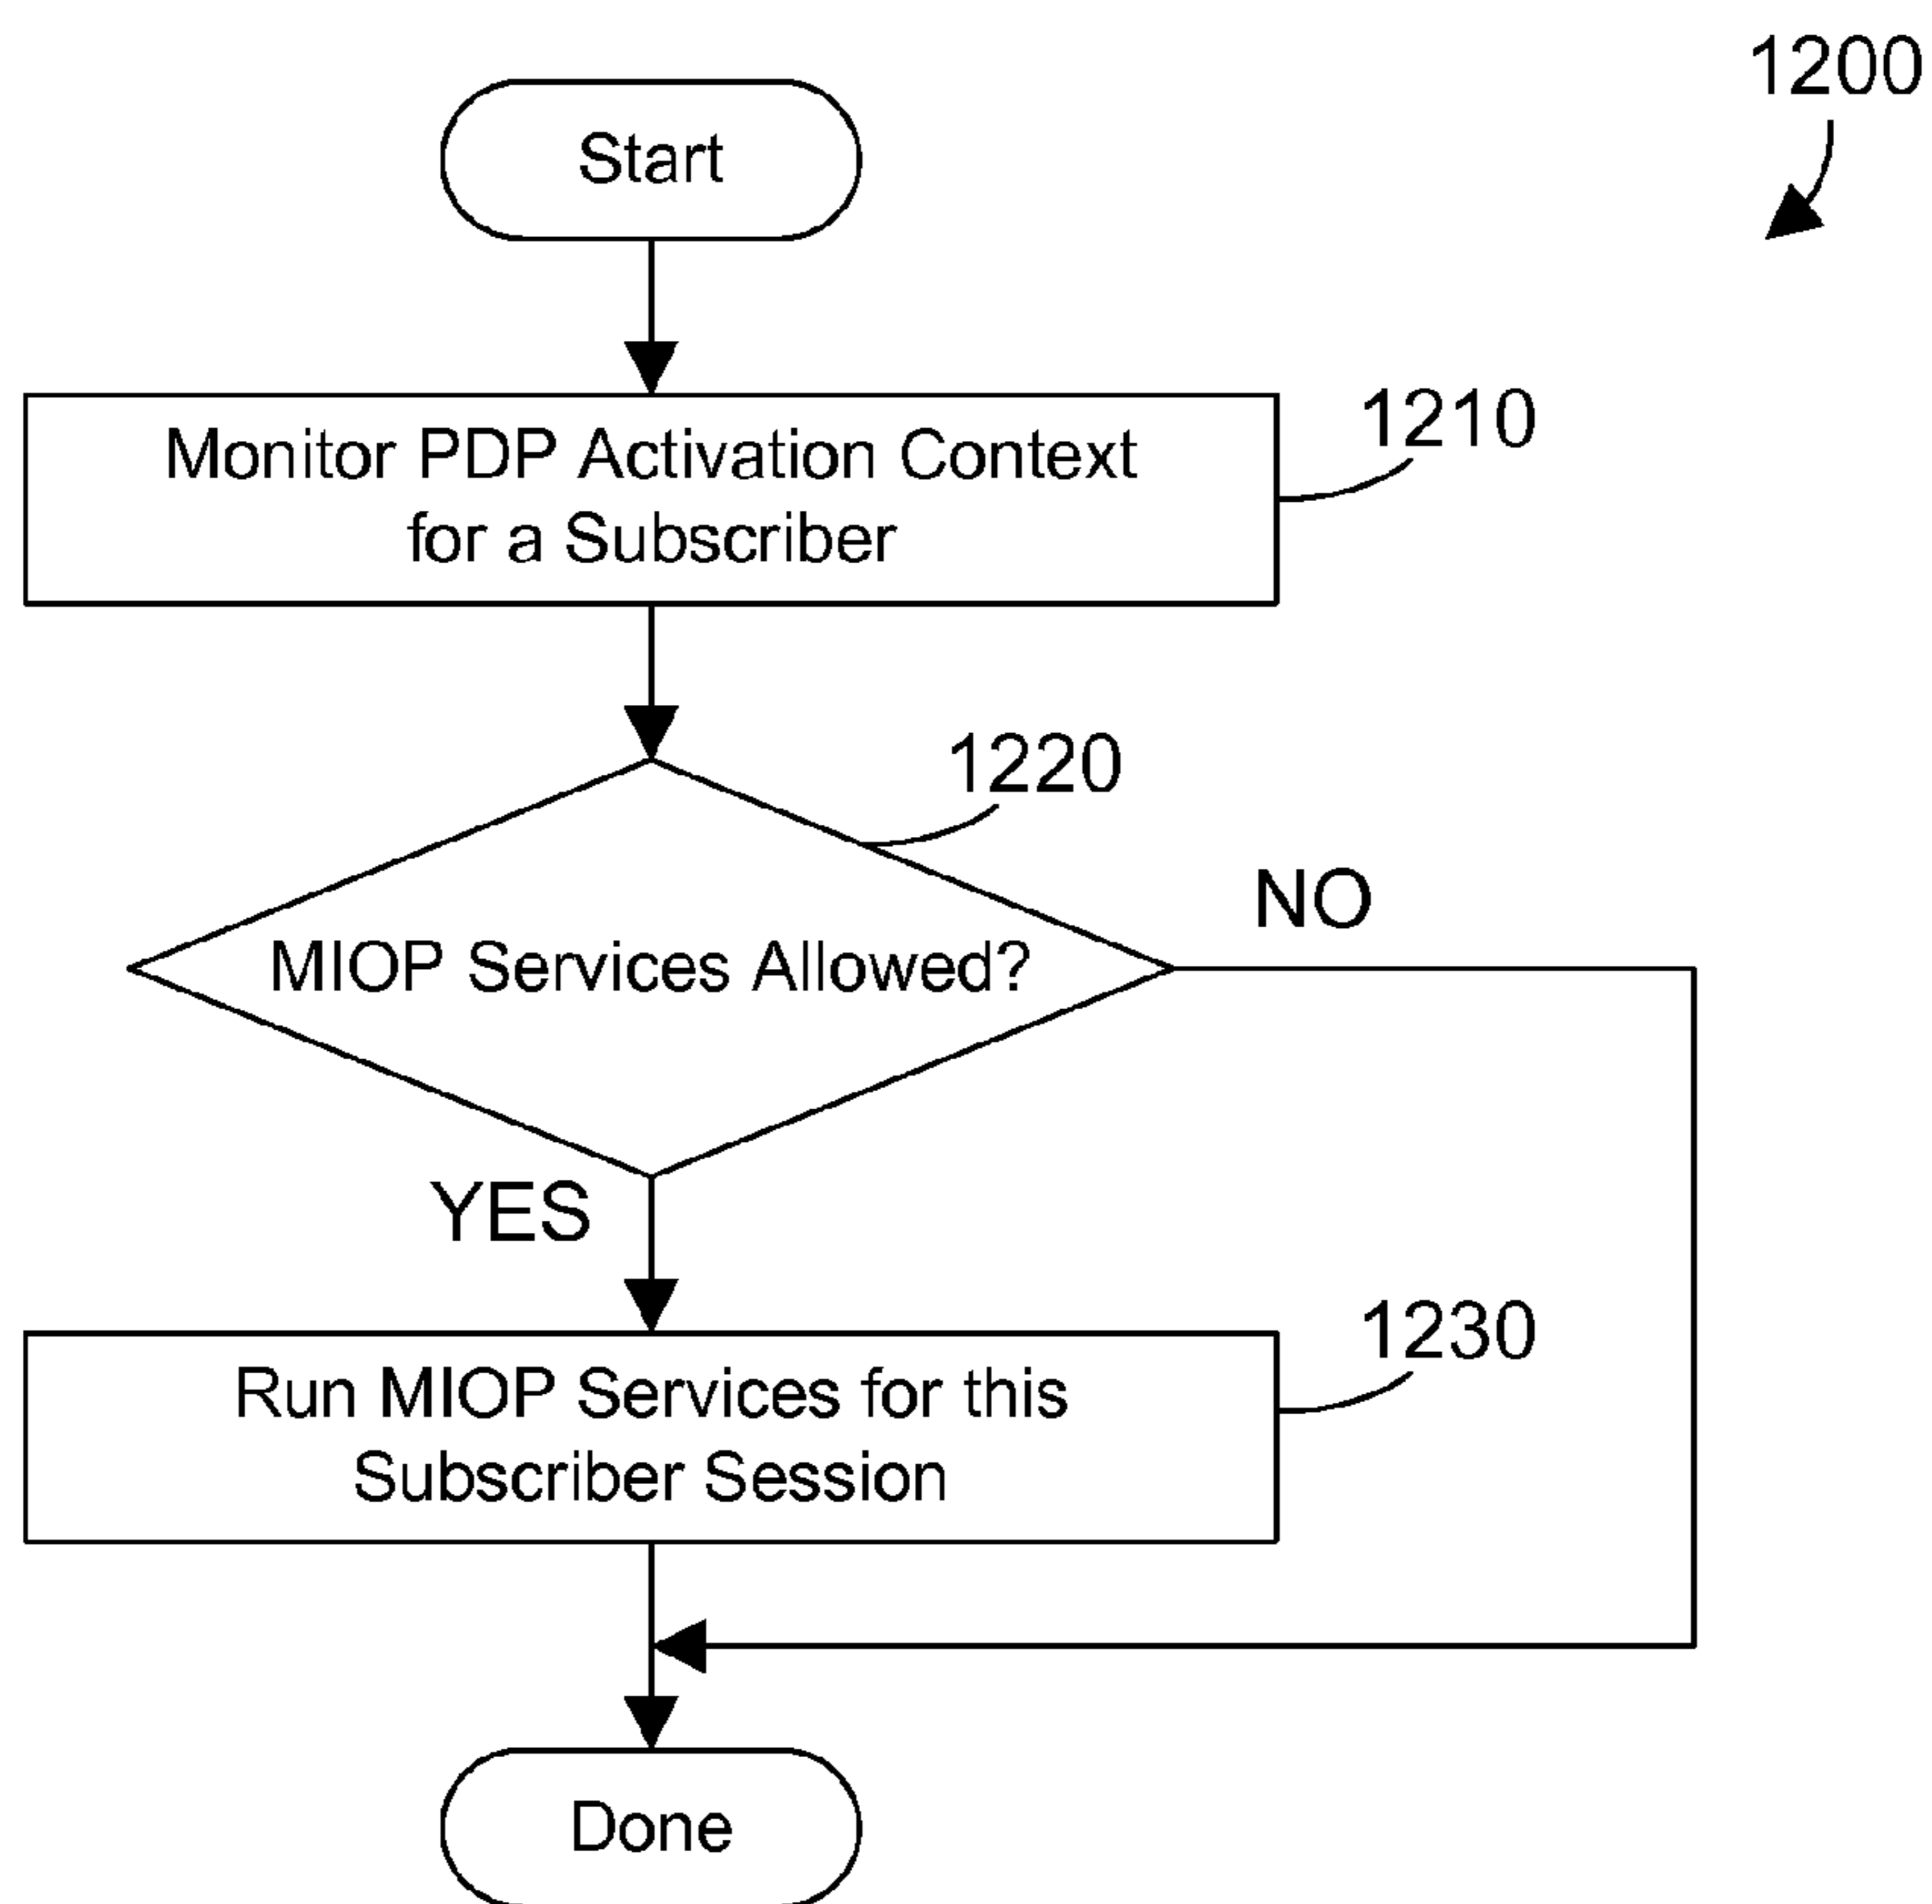 1200
Start
1210
Monitor PDP Activation Context
for a Subscriber
1220
NO
MIOP Services Allowed?
YES
1230
Run MIOP Services for this
Subscriber Session
Done